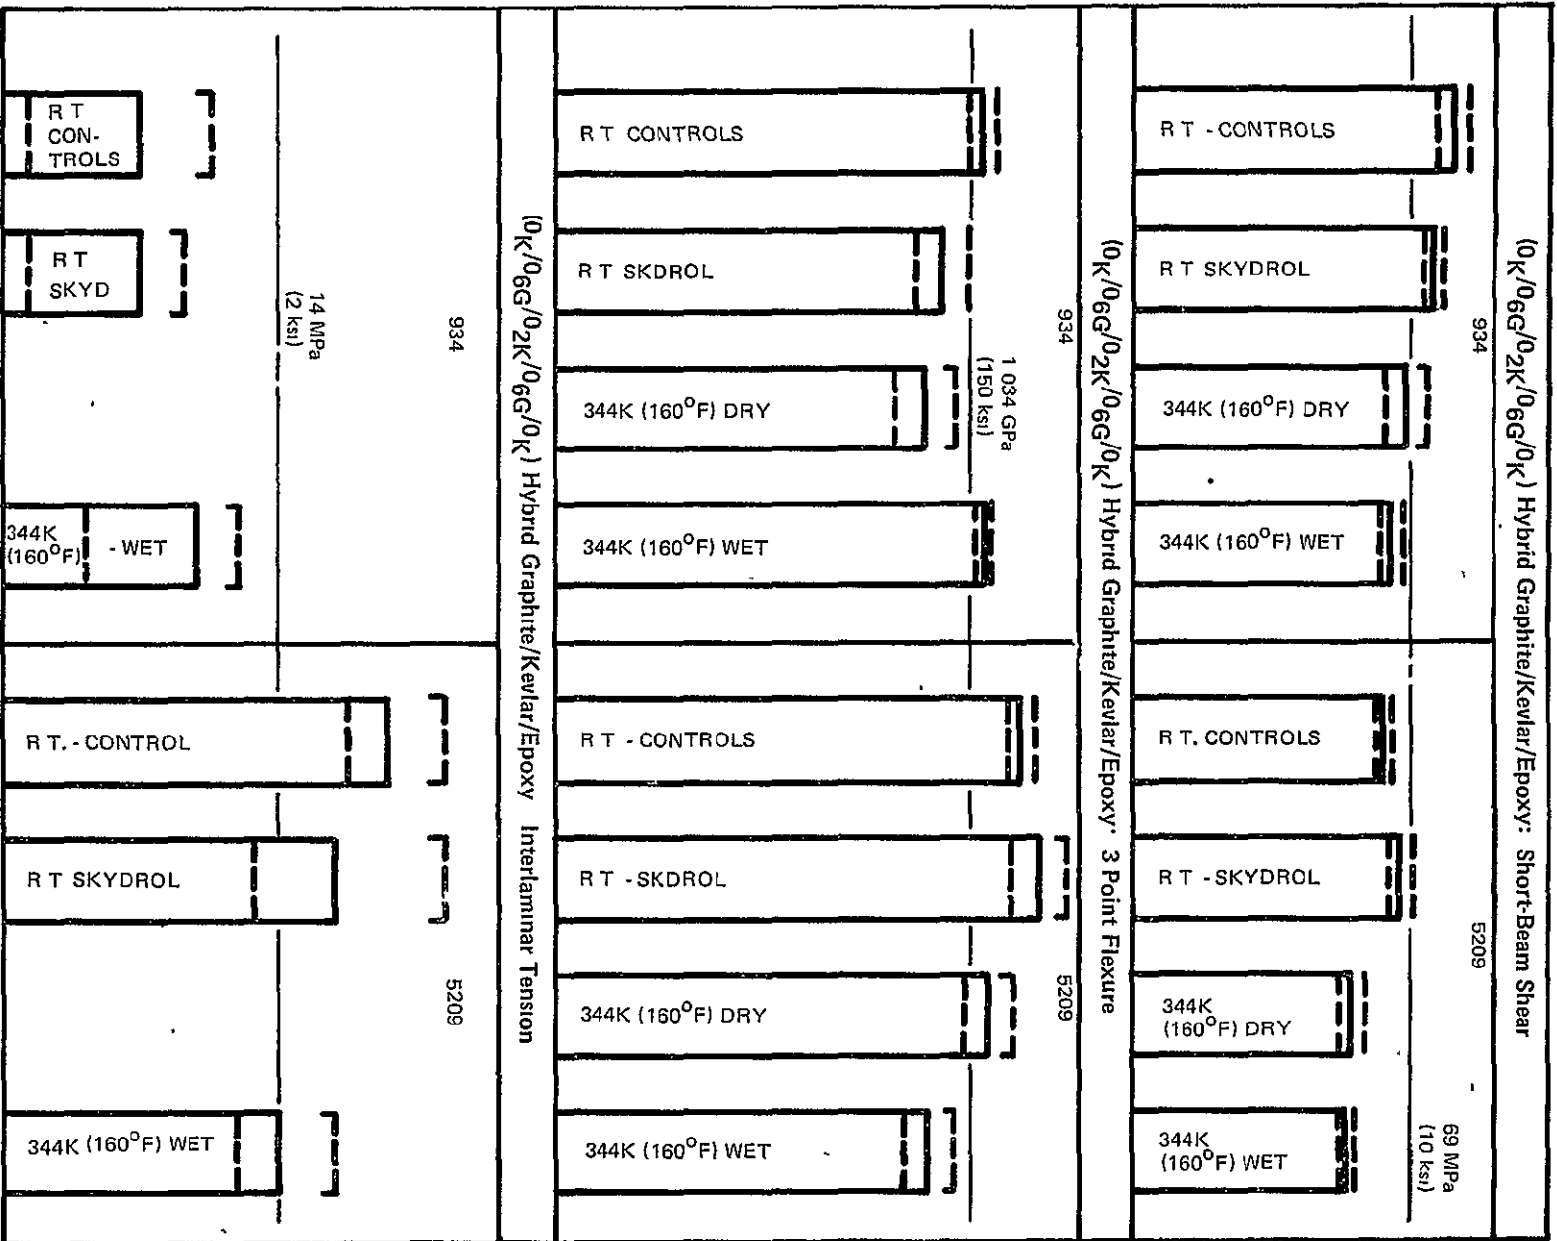 (0K/06G/02K/06G/0K) Hybrid Graphite/Kevlar/Epoxy: Short-Beam Shear
934
5209
69 MPa
(10 ksi)
R T - CONTROLS
R T SKYDROL
344K (160°F) DRY
344K (160°F) WET
R T. CONTROLS
R T - SKYDROL
344K
(160°F) DRY
344K
(160°F) WET
(0K/06G/02K/06G/0K) Hybrid Graphite/Kevlar/Epoxy: 3 Point Flexure
934
5209
1 034 GPa
(150 ksi)
R T CONTROLS
R T SKDROL
344K (160°F) DRY
344K (160°F) WET
R T - CONTROLS
R T - SKDROL
344K (160°F) DRY
344K (160°F) WET
(0K/06G/02K/06G/0K) Hybrid Graphite/Kevlar/Epoxy Interlaminar Tension
934
5209
14 MPa
(2 ksi)
R T
CON-
TROLS
R T
SKYD
344K
(160°F) - WET
R T. - CONTROL
R T SKYDROL
344K (160°F) WET